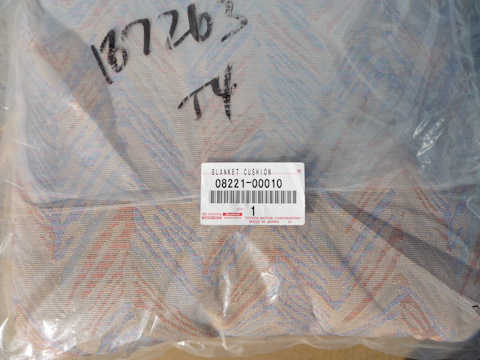 187263
T4
BLANKET CUSHION
08221-00010
1
TOYOTA MOTOR CORPORATION
MADE IN JAPAN